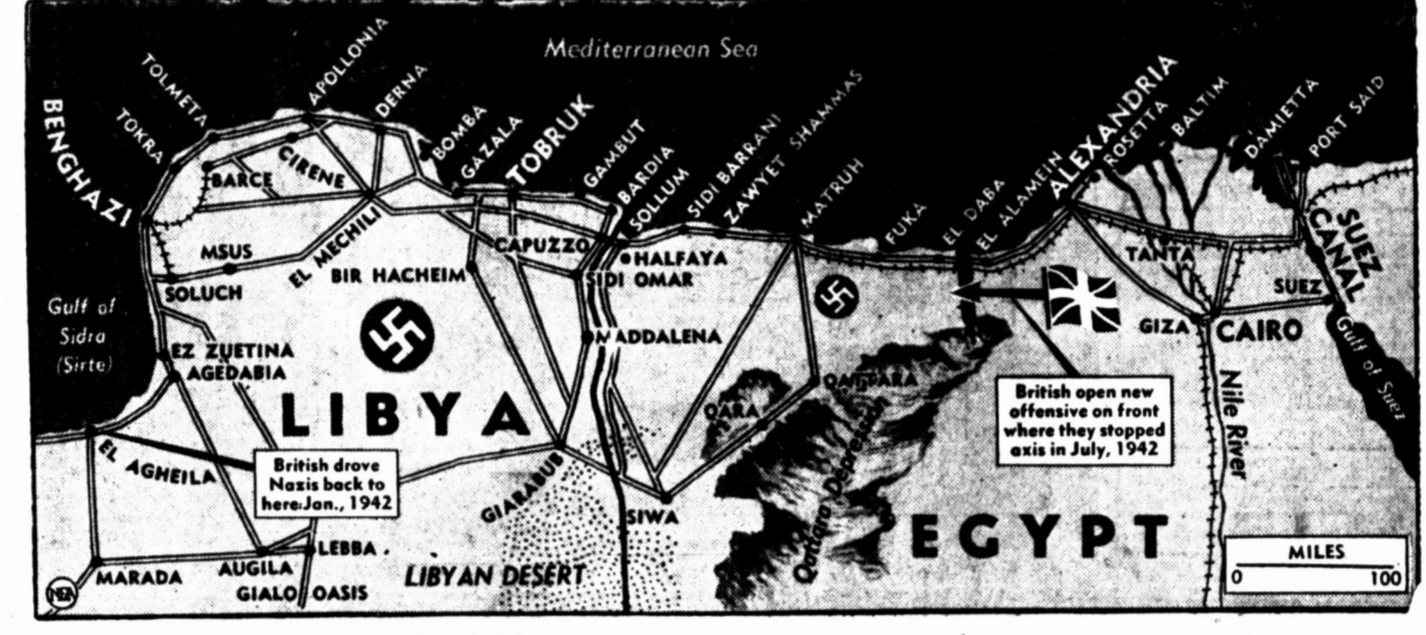 Mediterranean Sea
BENGHAZI
TOKRA
TOLMETA
APOLLONIA
DERNA
BOMBA
GAZALA
TOBRUK
GAMBUT
BARDIA
SOLLUM
SIDI BARRANI
ZAWYET SHAMMAS
MATRUH
FUKA
EL DABA
EL ALAMEIN
ALEXANDRIA
ROSETTA
BALTIM
DAMIETTA
PORT SAID
BARCE
CIRENE
MSUS
EL MECHILI
SOLUCH
BIR HACHEIM
CAPUZZO
HALFAYA
SIDI OMAR
TANTA
SUEZ
CANAL
SUEZ
GIZA
CAIRO
Gulf of
Sidra
(Sirte)
EZ ZUETINA
AGEDABIA
MADDALENA
LIBYA
QATTARA
QARA
British open new
offensive on front
where they stopped
axis in July, 1942
Gulf of Suez
Nile River
EL AGHEILA
British drove
Nazis back to
here:Jan., 1942
GIARABUB
SIWA
Qattara Depression
EGYPT
LEBBA
MARADA
AUGILA
GIALO OASIS
LIBYAN DESERT
MILES
0 100
NEA